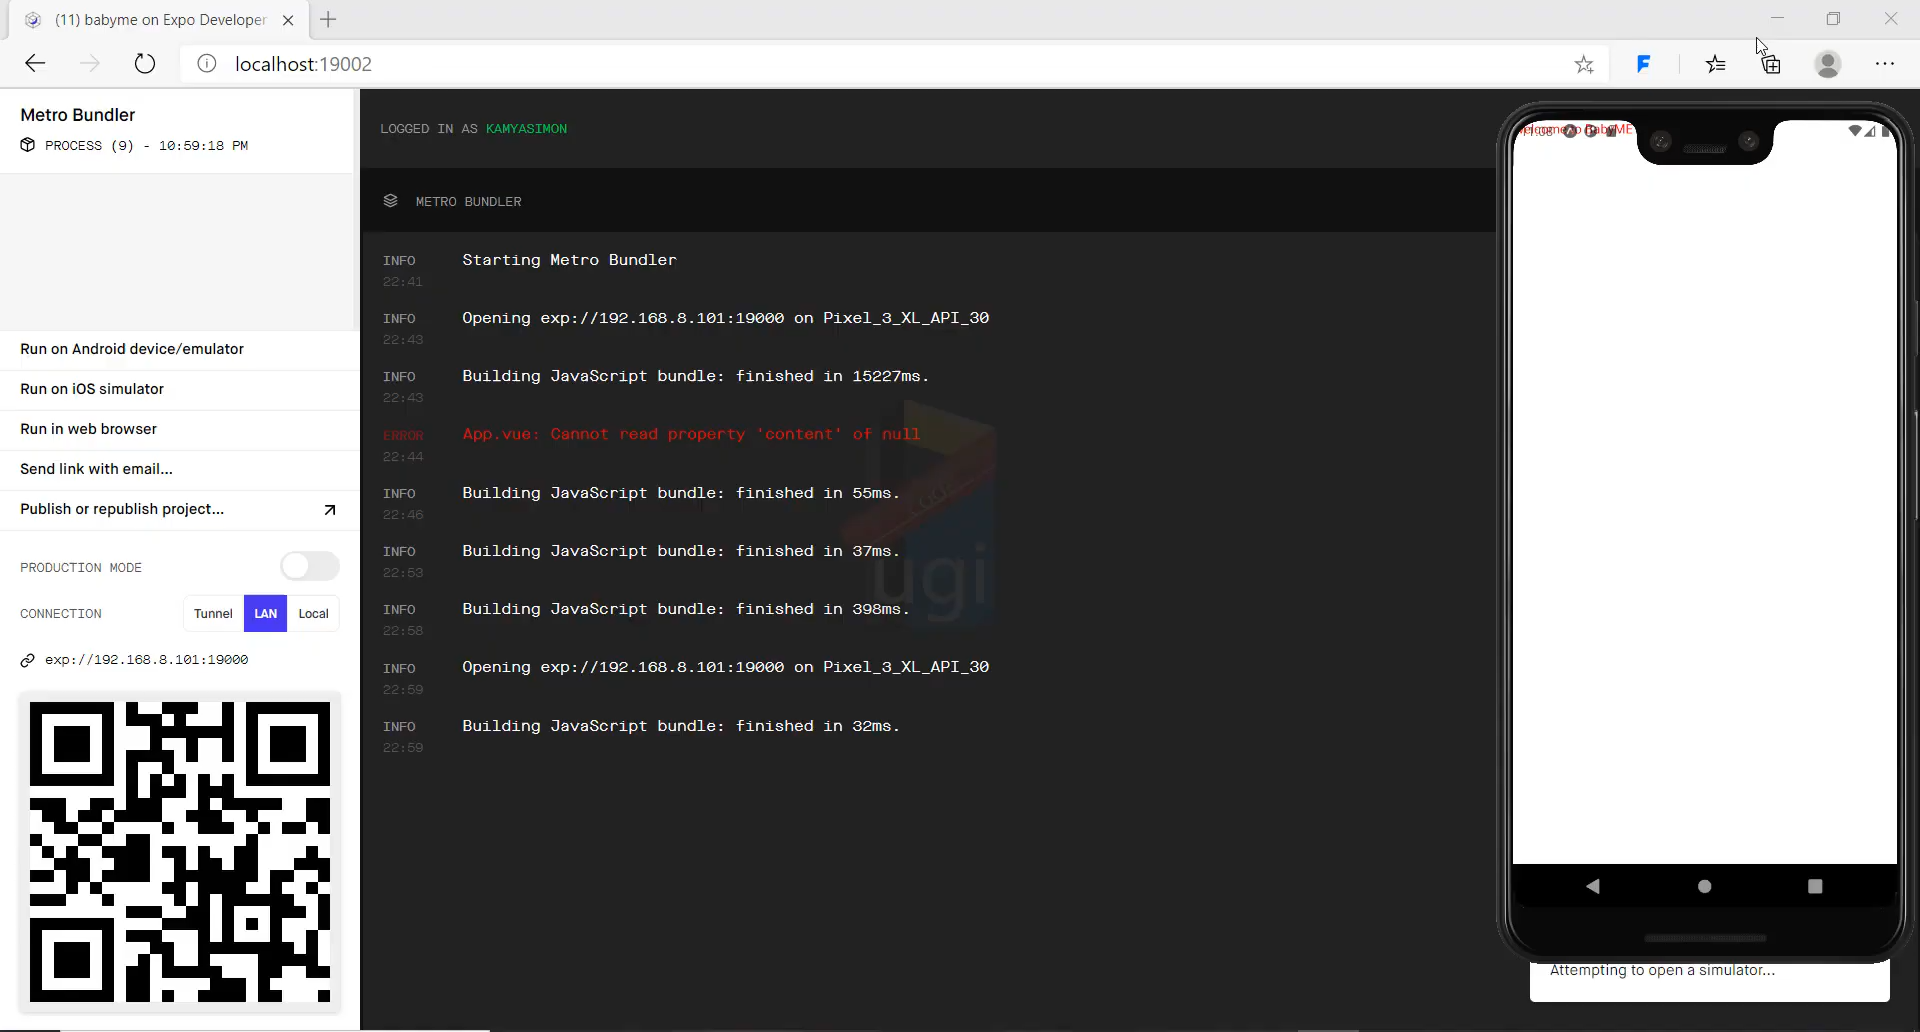 (11) babyme on Expo Developer
localhost:19002
F
Metro Bundler
PROCESS (9) - 10:59:18 PM
Run on Android device/emulator
Run on iOS simulator
Run in web browser
Send link with email...
Publish or republish project...
PRODUCTION MODE
CONNECTION
Tunnel
LAN
Local
exp://192.168.8.101:19000
LOGGED IN AS KAMYASIMON
METRO BUNDLER
INFO Starting Metro Bundler
22:41
INFO Opening exp://192.168.8.101:19000 on Pixel_3_XL_API_30
22:43
INFO Building JavaScript bundle: finished in 15227ms.
22:43
ERROR App.vue: Cannot read property 'content' of null
22:44
INFO Building JavaScript bundle: finished in 55ms.
22:46
INFO Building JavaScript bundle: finished in 37ms.
22:53
INFO Building JavaScript bundle: finished in 398ms.
22:58
INFO Opening exp://192.168.8.101:19000 on Pixel_3_XL_API_30
22:59
INFO Building JavaScript bundle: finished in 32ms.
22:59
ugi
BabyME
Attempting to open a simulator...